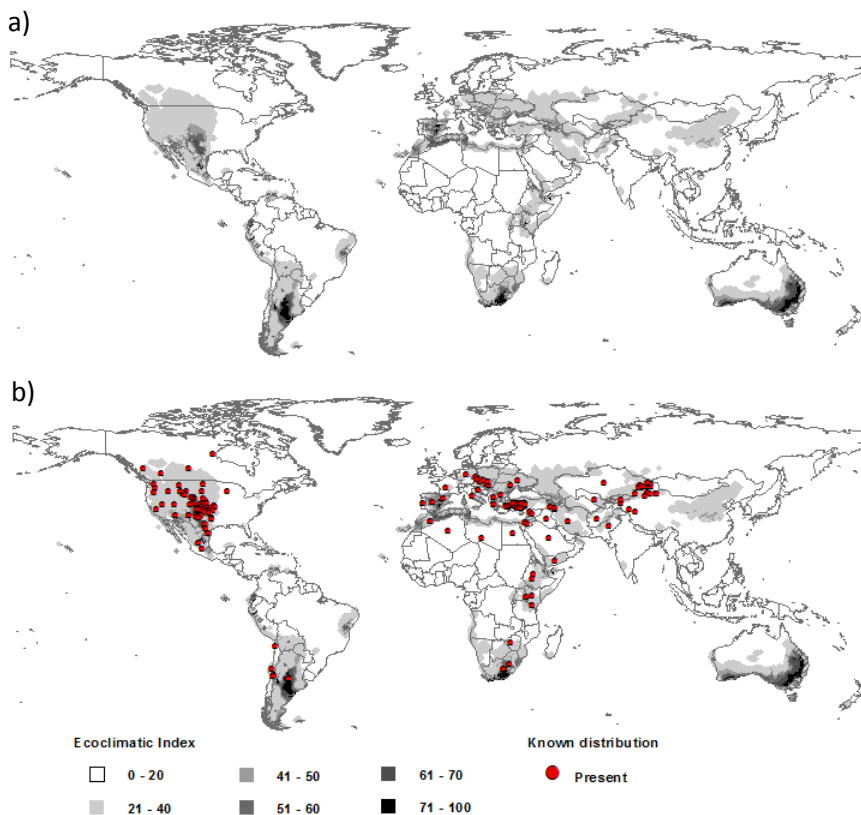 a)
b)
Ecoclimatic Index
Known distribution
0 - 20
41 - 50
61 - 70
Present
21 - 40
51 - 60
71 - 100